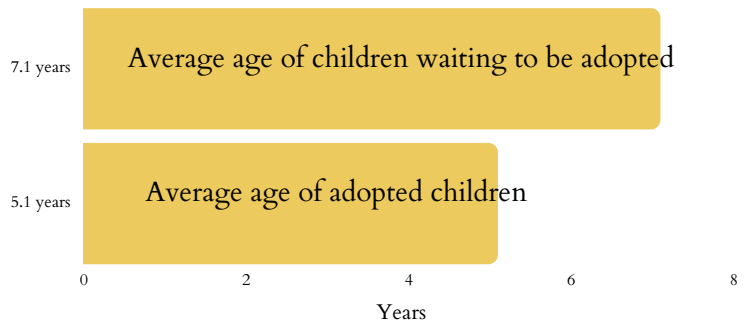 7.1 years
Average age of children waiting to be adopted
5.1 years
Average age of adopted children
0 2 4 6 8
Years